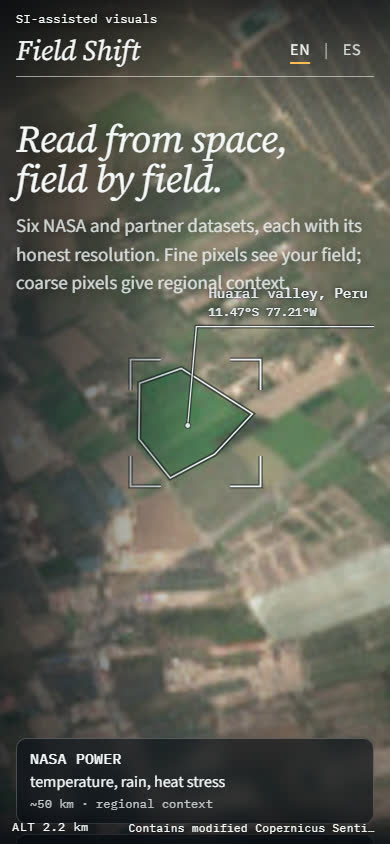 SI-assisted visuals
Field Shift
EN | ES
Read from space,
field by field.
Six NASA and partner datasets, each with its
honest resolution. Fine pixels see your field;
coarse pixels give regional context.
Huaral valley, Peru
11.47°S 77.21°W
NASA POWER
temperature, rain, heat stress
~50 km · regional context
ALT 2.2 km
Contains modified Copernicus Senti…